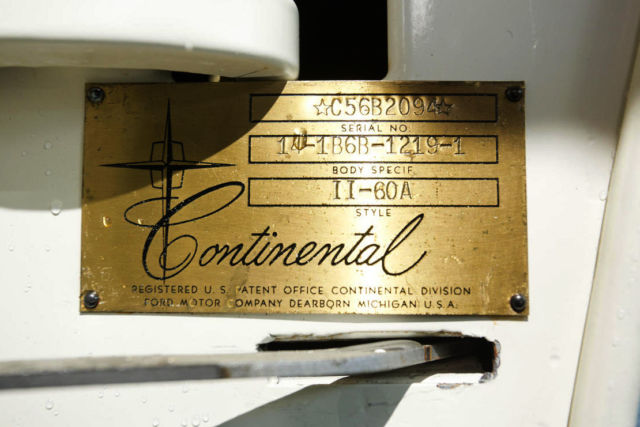 ☆C56B2094☆
SERIAL NO.
14-1B6B-1219-1
BODY SPECIF.
II-60A
STYLE
Continental
REGISTERED U. S. PATENT OFFICE CONTINENTAL DIVISION
FORD MOTOR OMPANY DEARBORN MICHIGAN U.S.A.